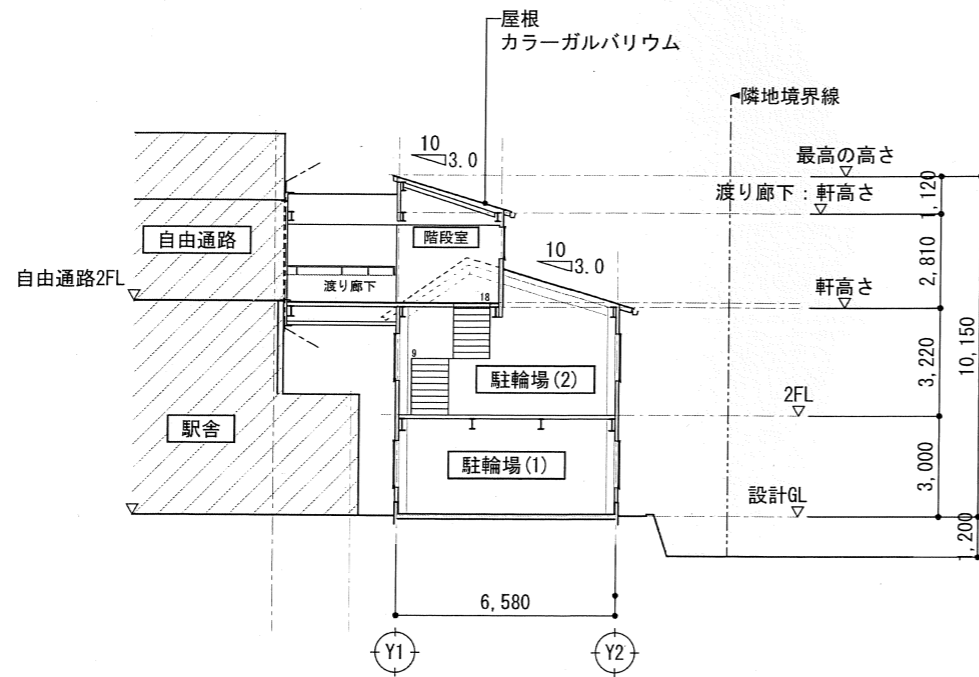 屋根
カラーガルバリウム
隣地境界線
10
3.0
最高の高さ
渡り廊下：軒高さ
1,120
自由通路
階段室
10
3.0
2,810
自由通路2FL
渡り廊下
軒高さ
18
10,150
9
駐輪場(2)
3,220
2FL
駅舎
駐輪場(1)
3,000
設計GL
1,200
6,580
Y1
Y2